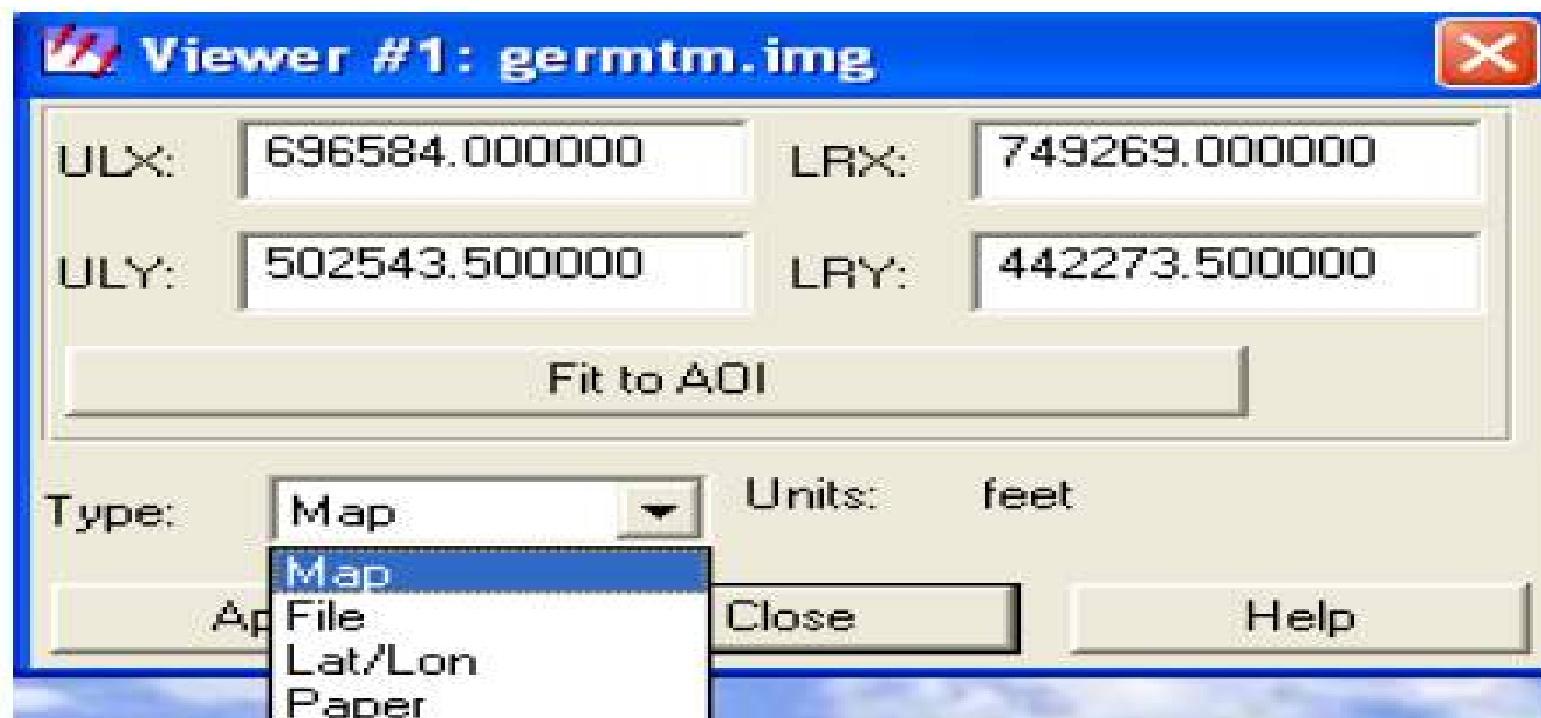 Viewer #1: germtm.img
ULX: 696584.000000 LRX: 749269.000000
ULY: 502543.500000 LRY: 442273.500000
Fit to AOI
Type: Map Units: feet
Map
File
Lat/Lon
Paper
Close Help